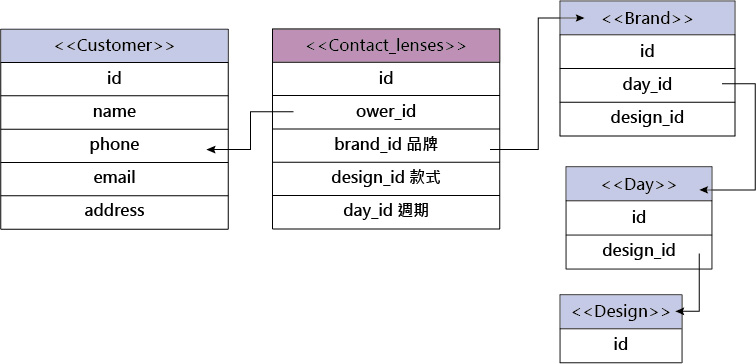 <<Customer>>
id
name
phone
email
address
<<Contact_lenses>>
id
ower_id
brand_id 品牌
design_id 款式
day_id 週期
<<Brand>>
id
day_id
design_id
<<Day>>
id
design_id
<<Design>>
id